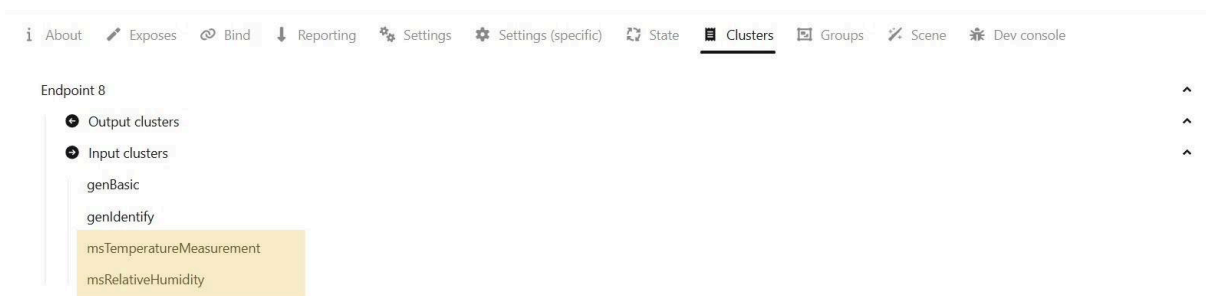 i About Exposes Bind Reporting Settings Settings (specific) State Clusters Groups Scene Dev console
Endpoint 8
Output clusters
Input clusters
genBasic
genIdentify
msTemperatureMeasurement
msRelativeHumidity